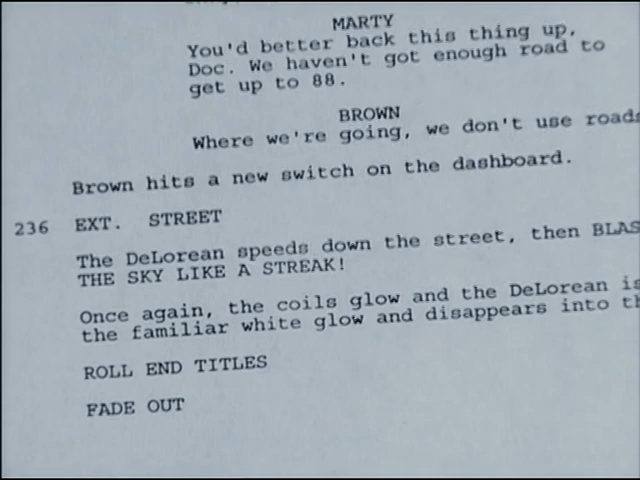 MARTY
You'd better back this thing up,
Doc. We haven't got enough road to
get up to 88.
BROWN
Where we're going, we don't use roads
Brown hits a new switch on the dashboard.
236 EXT. STREET
The DeLorean speeds down the street, then BLAS
THE SKY LIKE A STREAK!
Once again, the coils glow and the DeLorean is
the familiar white glow and disappears into th
ROLL END TITLES
FADE OUT